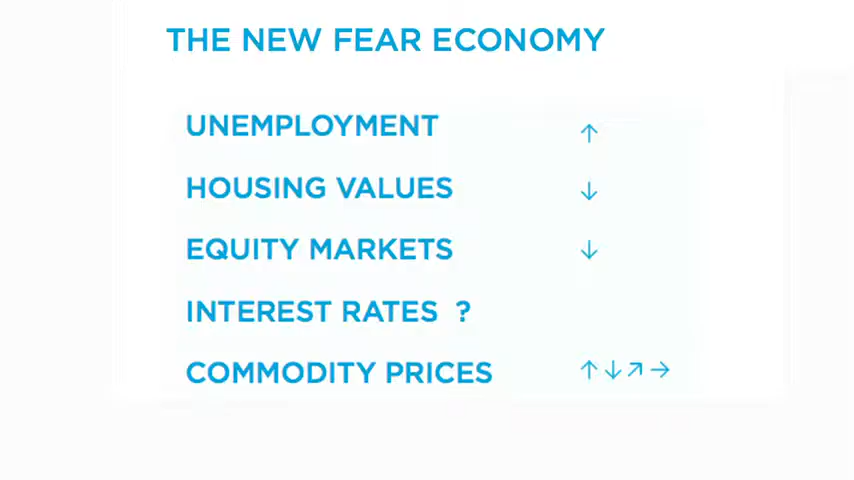 THE NEW FEAR ECONOMY
UNEMPLOYMENT ↑
HOUSING VALUES ↓
EQUITY MARKETS ↓
INTEREST RATES ?
COMMODITY PRICES ↑↓↗→